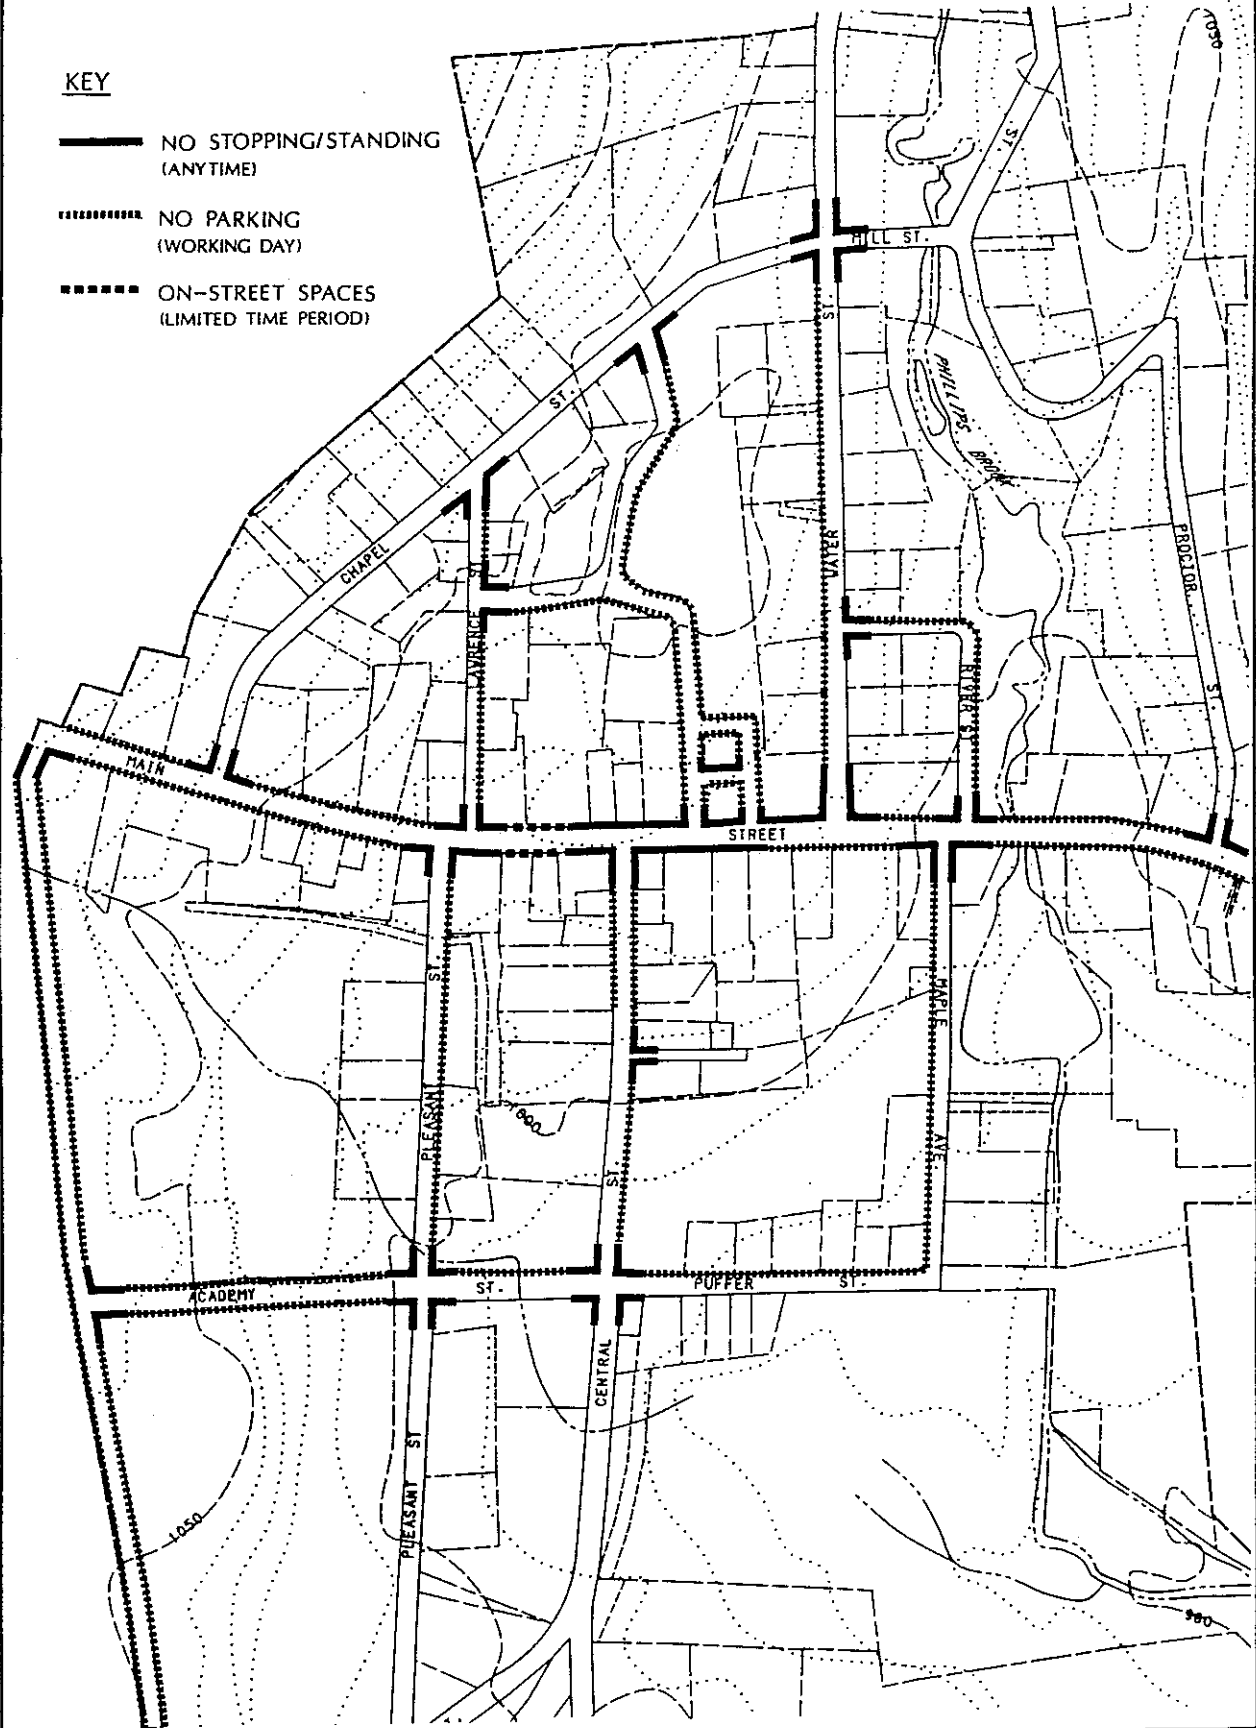 KEY
NO STOPPING/STANDING
(ANYTIME)
NO PARKING
(WORKING DAY)
ON-STREET SPACES
(LIMITED TIME PERIOD)
1050
ST.
HILL ST.
ST.
ST.
PHILLIPS
BROOK
CHAPEL
WATER
PROCTOR
ST.
LAWRENCE
RIVER ST.
ST.
MAIN
STREET
ST.
MAPLE
PLEASANT
1000
AVE
ST.
ACADEMY
ST.
PUFFER
ST.
CENTRAL
ST
PLEASANT
1050
980